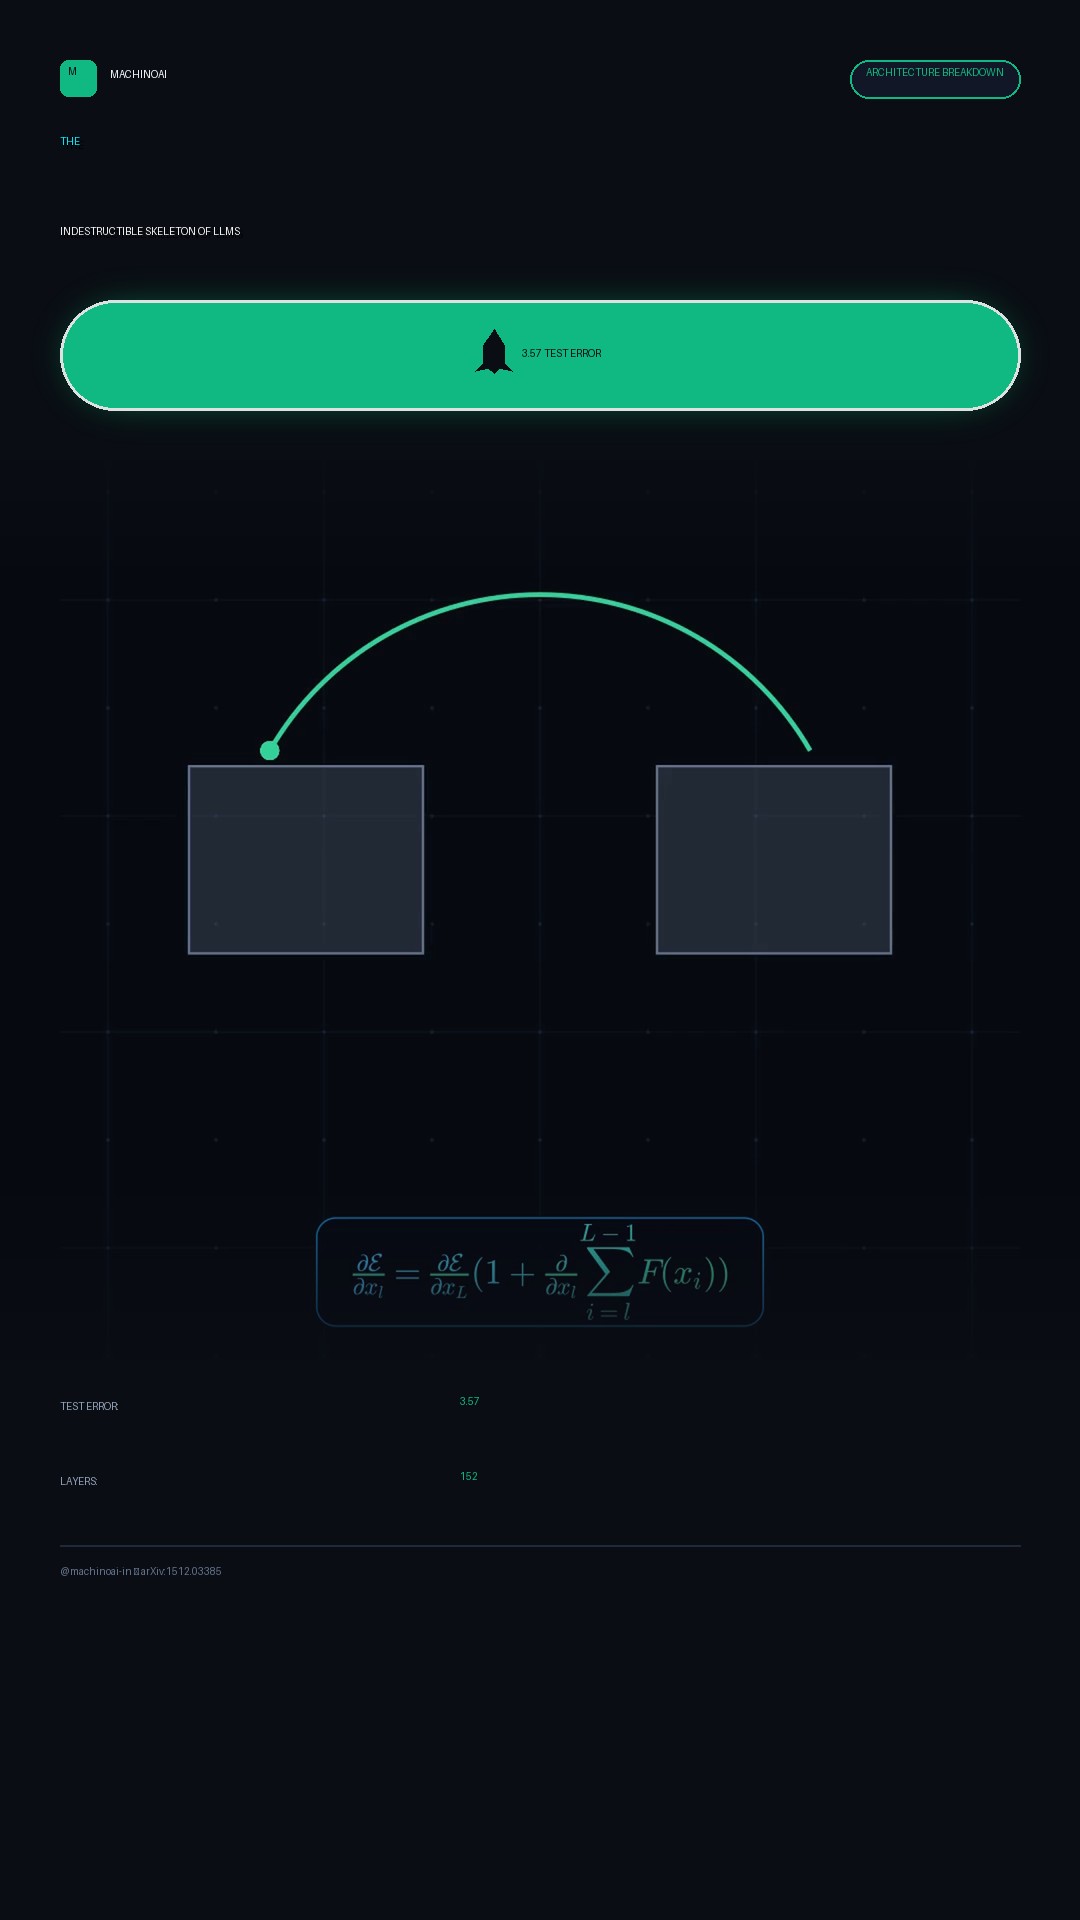 M
MACHINOAI
ARCHITECTURE BREAKDOWN
THE
INDESTRUCTIBLE SKELETON OF LLMS
3.57 TEST ERROR
∂ℰ/∂x_l = ∂ℰ/∂x_L (1 + ∂/∂x_l ∑_{i=l}^{L-1} F(x_i))
TEST ERROR:
3.57
LAYERS:
152
@machinoai-in arXiv:1512.03385